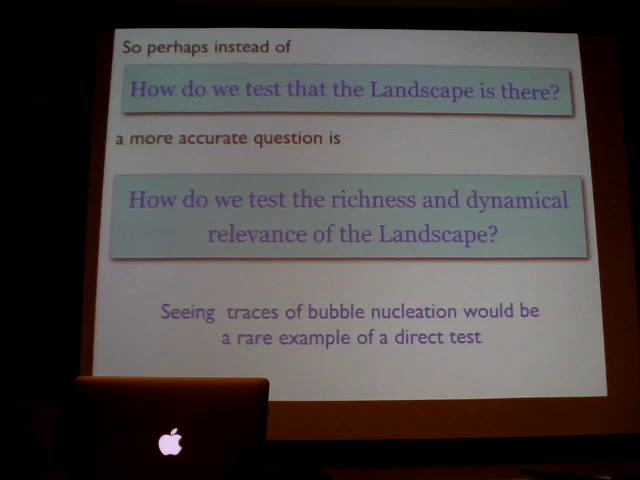 So perhaps instead of
How do we test that the Landscape is there?
a more accurate question is
How do we test the richness and dynamical
relevance of the Landscape?
Seeing traces of bubble nucleation would be
a rare example of a direct test